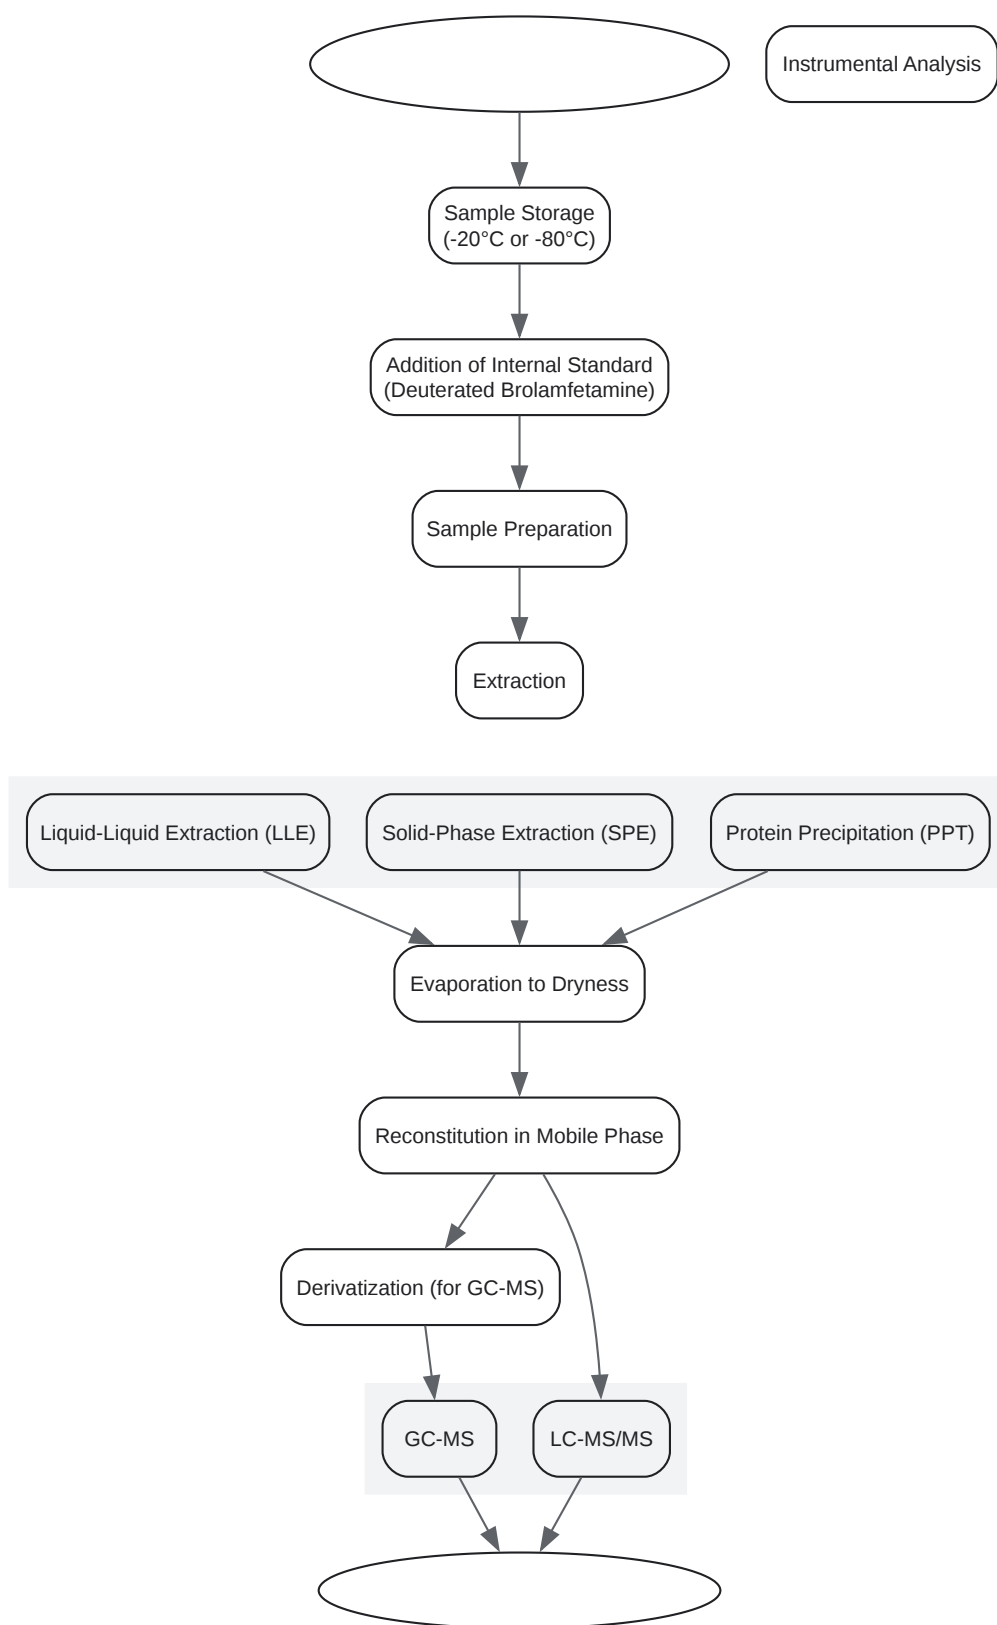 Instrumental Analysis
Sample Storage
(-20°C or -80°C)
Addition of Internal Standard
(Deuterated Brolamfetamine)
Sample Preparation
Extraction
Liquid-Liquid Extraction (LLE)
Solid-Phase Extraction (SPE)
Protein Precipitation (PPT)
Evaporation to Dryness
Reconstitution in Mobile Phase
Derivatization (for GC-MS)
GC-MS
LC-MS/MS